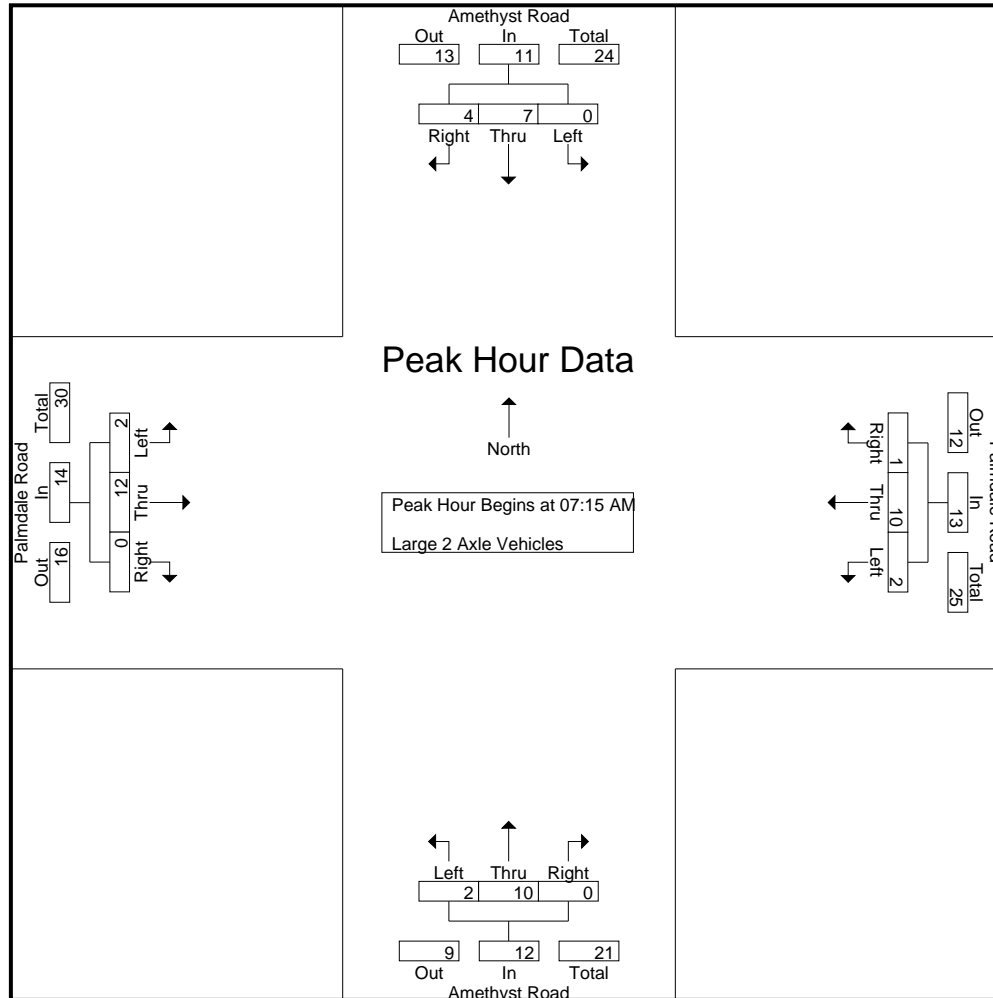 Amethyst Road
Out In Total
13 11 24
4 7 0
Right Thru Left
Peak Hour Data
North
Peak Hour Begins at 07:15 AM
Large 2 Axle Vehicles
Palmdale Road
Total In Out
30 14 16
2 12 0
Left Thru Right
Right Thru Left
1 10 2
12 13 25
Out In Total
Palmdale Road
Left Thru Right
2 10 0
9 12 21
Out In Total
Amethyst Road